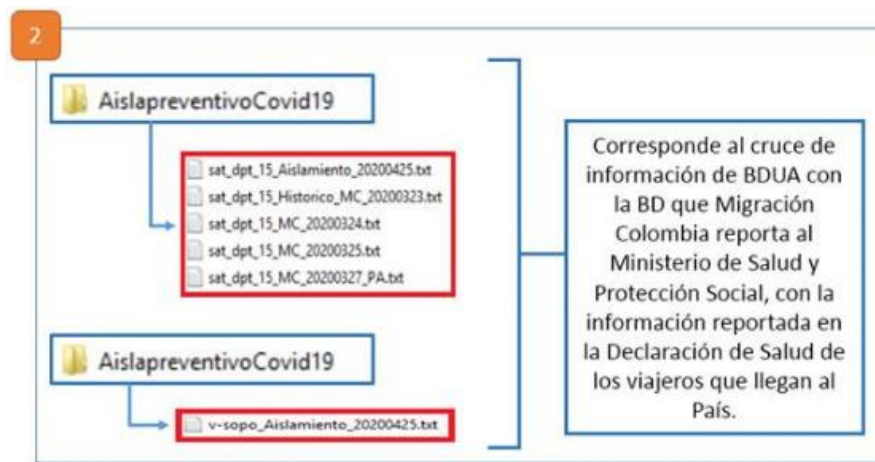 2
AislapreventivoCovid19
sat_dpt_15_Aislamiento_20200425.txt
sat_dpt_15_Historico_MC_20200323.txt
sat_dpt_15_MC_20200324.txt
sat_dpt_15_MC_20200325.txt
sat_dpt_15_MC_20200327_PA.txt
AislapreventivoCovid19
v-sopo_Aislamiento_20200425.txt
Corresponde al cruce de
información de BDUA con
la BD que Migración
Colombia reporta al
Ministerio de Salud y
Protección Social, con la
información reportada en
la Declaración de Salud de
los viajeros que llegan al
País.